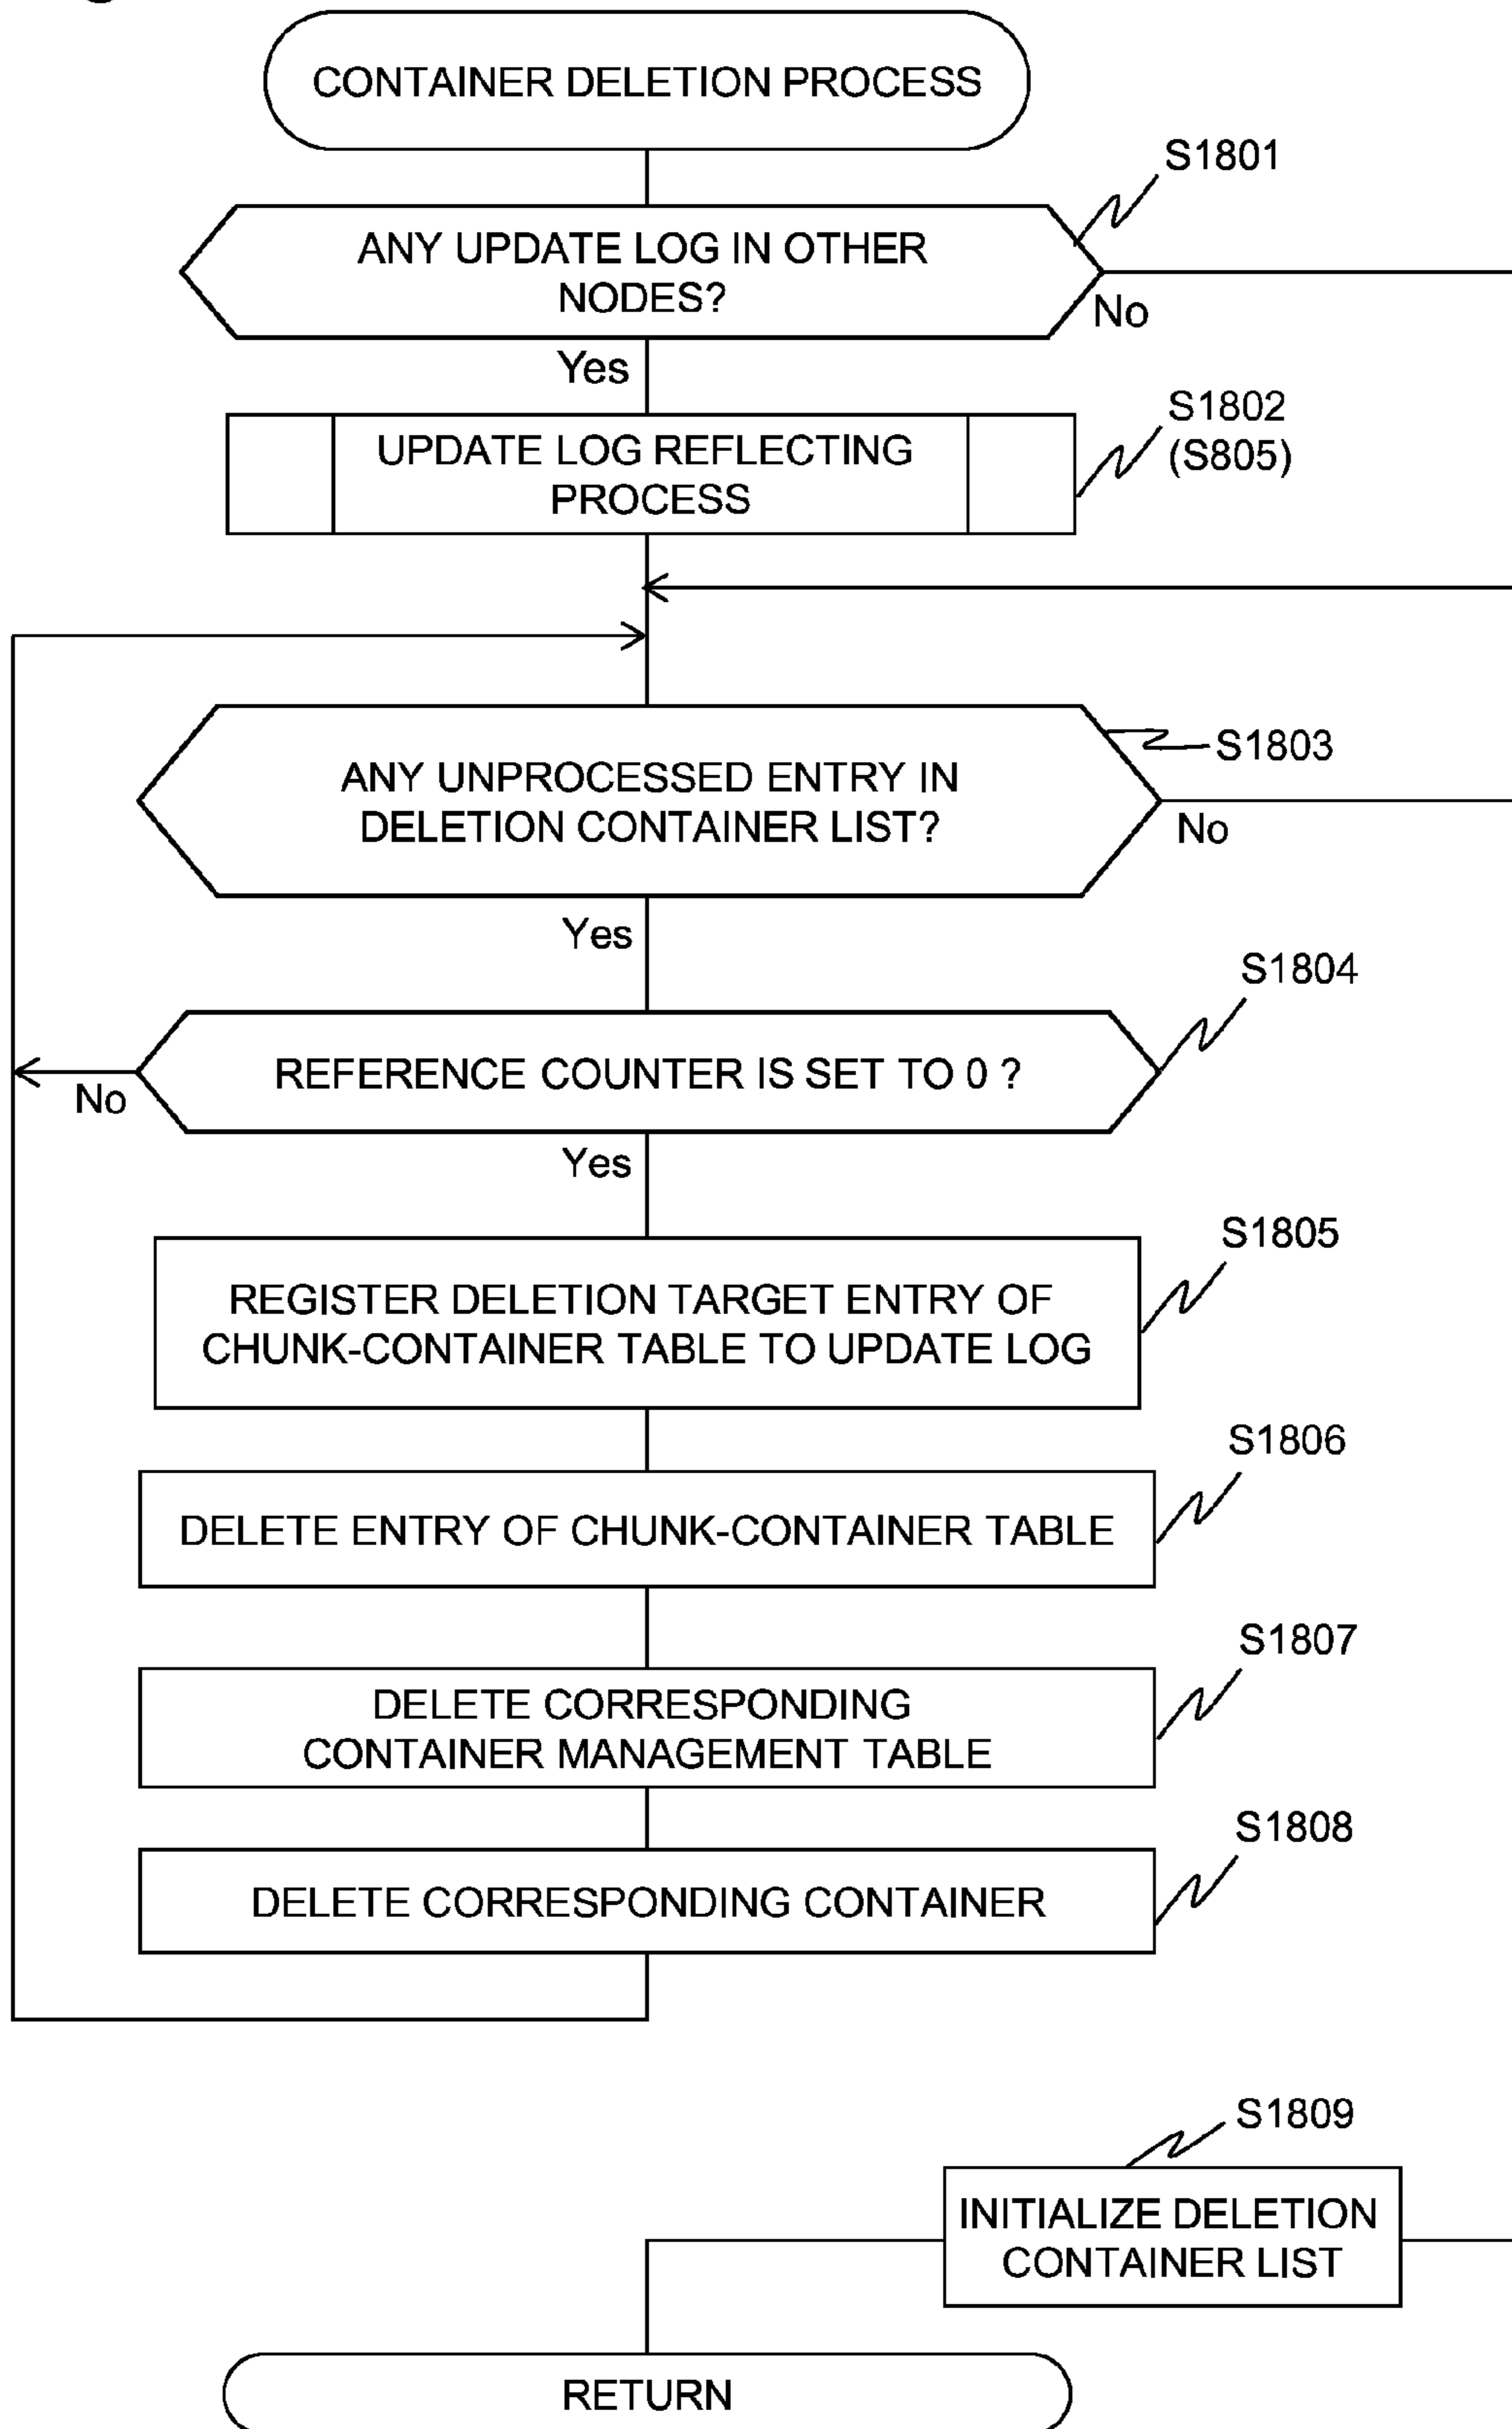 CONTAINER DELETION PROCESS
S1801
ANY UPDATE LOG IN OTHER
NODES?
No
Yes
S1802
(S805)
UPDATE LOG REFLECTING
PROCESS
S1803
ANY UNPROCESSED ENTRY IN
DELETION CONTAINER LIST?
No
Yes
S1804
REFERENCE COUNTER IS SET TO 0 ?
No
Yes
S1805
REGISTER DELETION TARGET ENTRY OF
CHUNK-CONTAINER TABLE TO UPDATE LOG
S1806
DELETE ENTRY OF CHUNK-CONTAINER TABLE
S1807
DELETE CORRESPONDING
CONTAINER MANAGEMENT TABLE
S1808
DELETE CORRESPONDING CONTAINER
S1809
INITIALIZE DELETION
CONTAINER LIST
RETURN